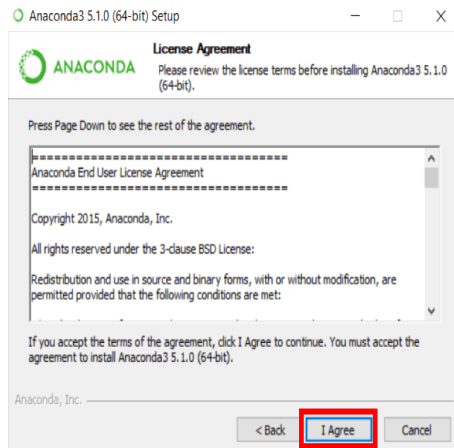 Anaconda3 5.1.0 (64-bit) Setup
License Agreement
ANACONDA
Please review the license terms before installing Anaconda3 5.1.0
(64-bit).
Press Page Down to see the rest of the agreement.
====================================
Anaconda End User License Agreement
====================================
Copyright 2015, Anaconda, Inc.
All rights reserved under the 3-clause BSD License:
Redistribution and use in source and binary forms, with or without modification, are
permitted provided that the following conditions are met:
If you accept the terms of the agreement, click I Agree to continue. You must accept the
agreement to install Anaconda3 5.1.0 (64-bit).
Anaconda, Inc.
< Back
I Agree
Cancel